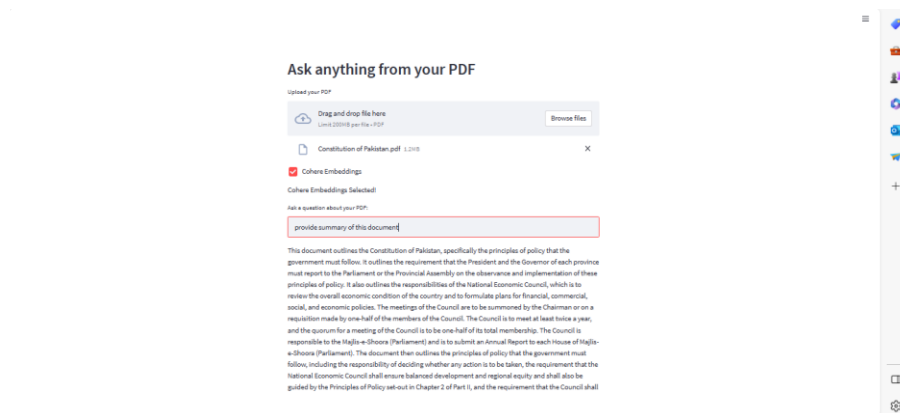 Ask anything from your PDF
Upload your PDF
Drag and drop file here
Limit 200MB per file • PDF
Browse files
Constitution of Pakistan.pdf 1.2MB
Cohere Embeddings
Cohere Embeddings Selected!
Ask a question about your PDF:
provide summary of this document
This document outlines the Constitution of Pakistan, specifically the principles of policy that the
government must follow. It outlines the requirement that the President and the Governor of each province
must report to the Parliament or the Provincial Assembly on the observance and implementation of these
principles of policy. It also outlines the responsibilities of the National Economic Council, which is to
review the overall economic condition of the country and to formulate plans for financial, commercial,
social, and economic policies. The meetings of the Council are to be summoned by the Chairman or on a
requisition made by one-half of the members of the Council. The Council is to meet at least twice a year,
and the quorum for a meeting of the Council is to be one-half of its total membership. The Council is
responsible to the Majlis-e-Shoora (Parliament) and is to submit an Annual Report to each House of Majlis-
e-Shoora (Parliament). The document then outlines the principles of policy that the government must
follow, including the responsibility of deciding whether any action is to be taken, the requirement that the
National Economic Council shall ensure balanced development and regional equity and shall also be
guided by the Principles of Policy set-out in Chapter 2 of Part II, and the requirement that the Council shall